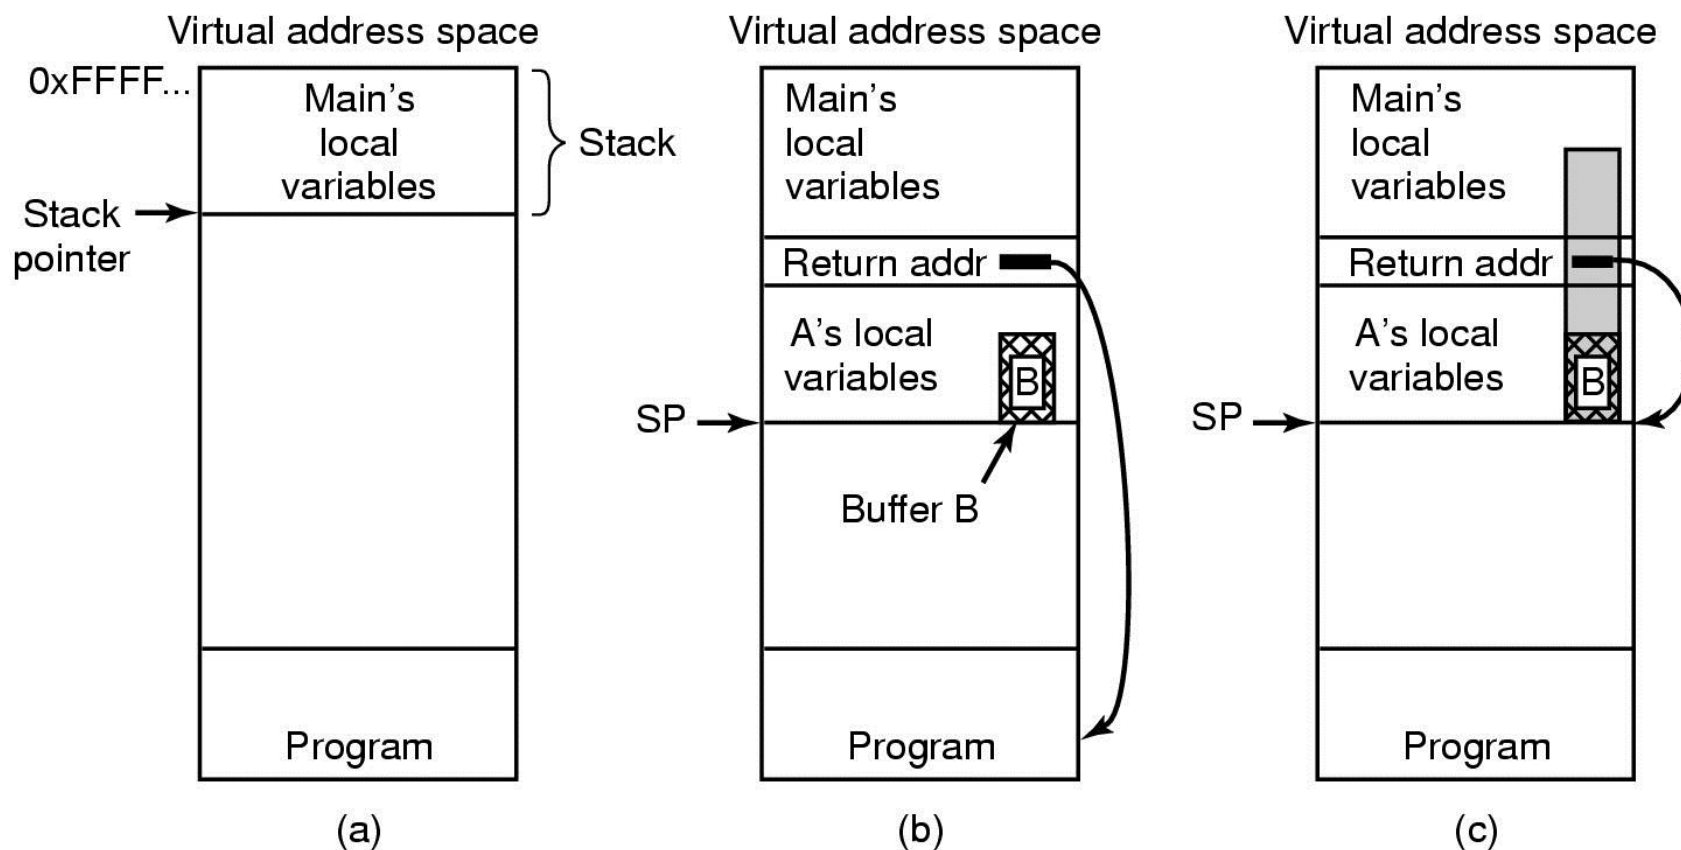 Virtual address space
0xFFFF...
Main's
local
variables
Stack
Stack
pointer
Program
(a)
Virtual address space
Main's
local
variables
Return addr
A's local
variables
B
SP
Buffer B
Program
(b)
Virtual address space
Main's
local
variables
Return addr
A's local
variables
B
SP
Program
(c)